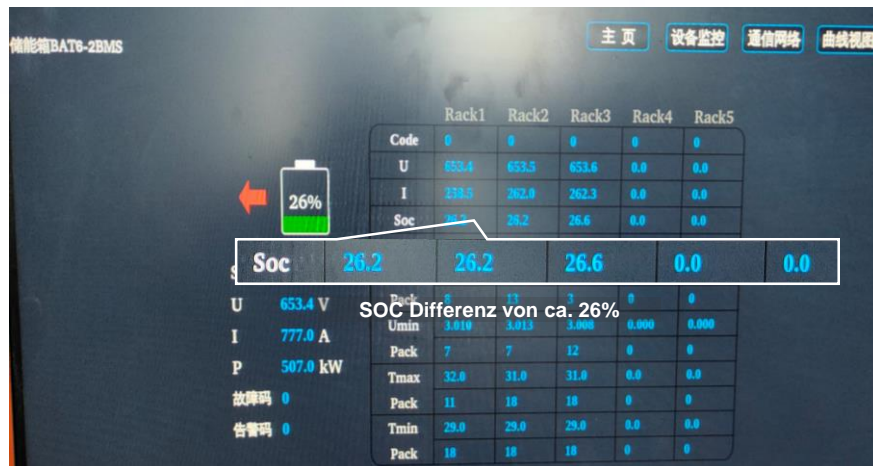 储能箱BAT6-2BMS
主页 设备监控 通信网络 曲线视图
Rack1 Rack2 Rack3 Rack4 Rack5
Code 0 0 0 0 0
U 653.4 653.5 653.6 0.0 0.0
26%
I 258.5 262.0 262.3 0.0 0.0
Soc 26.2 26.2 26.6 0.0 0.0
Soc 26.2 26.2 26.6 0.0 0.0
Pack 8 13 3 0 0
SOC Differenz von ca. 26%
U 653.4 V
Umin 3.010 3.013 3.008 0.000 0.000
I 777.0 A
Pack 7 7 12 0 0
P 507.0 kW
Tmax 32.0 31.0 31.0 0.0 0.0
故障码 0
Pack 11 18 18 0 0
告警码 0
Tmin 29.0 29.0 29.0 0.0 0.0
Pack 18 18 18 0 0